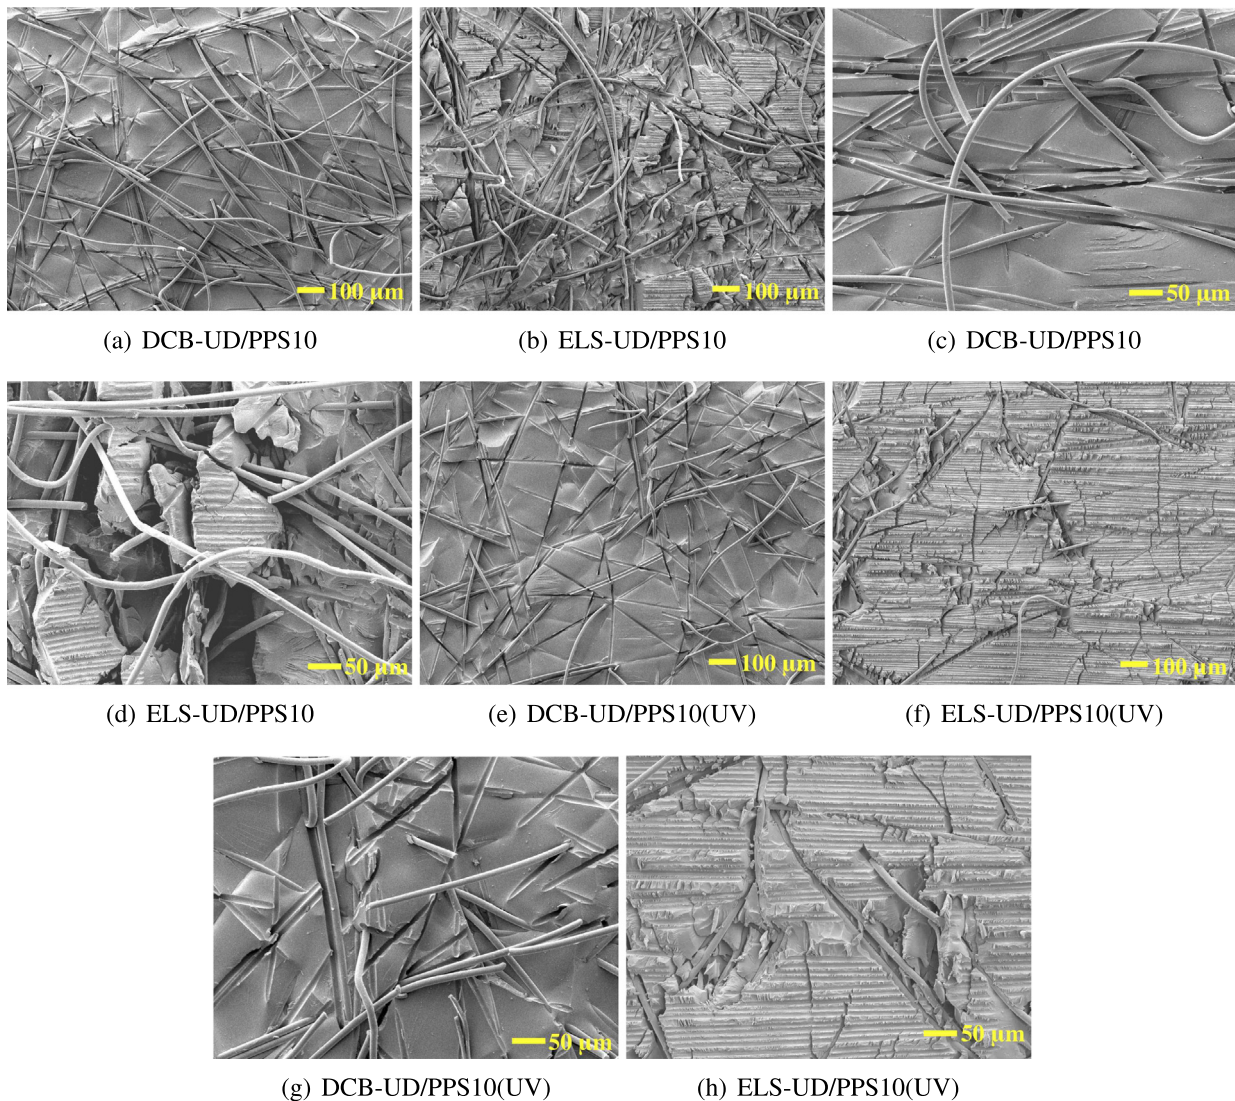 100 µm
100 µm
50 µm
(a) DCB-UD/PPS10
(b) ELS-UD/PPS10
(c) DCB-UD/PPS10
50 µm
100 µm
100 µm
(d) ELS-UD/PPS10
(e) DCB-UD/PPS10(UV)
(f) ELS-UD/PPS10(UV)
50 µm
50 µm
(g) DCB-UD/PPS10(UV)
(h) ELS-UD/PPS10(UV)